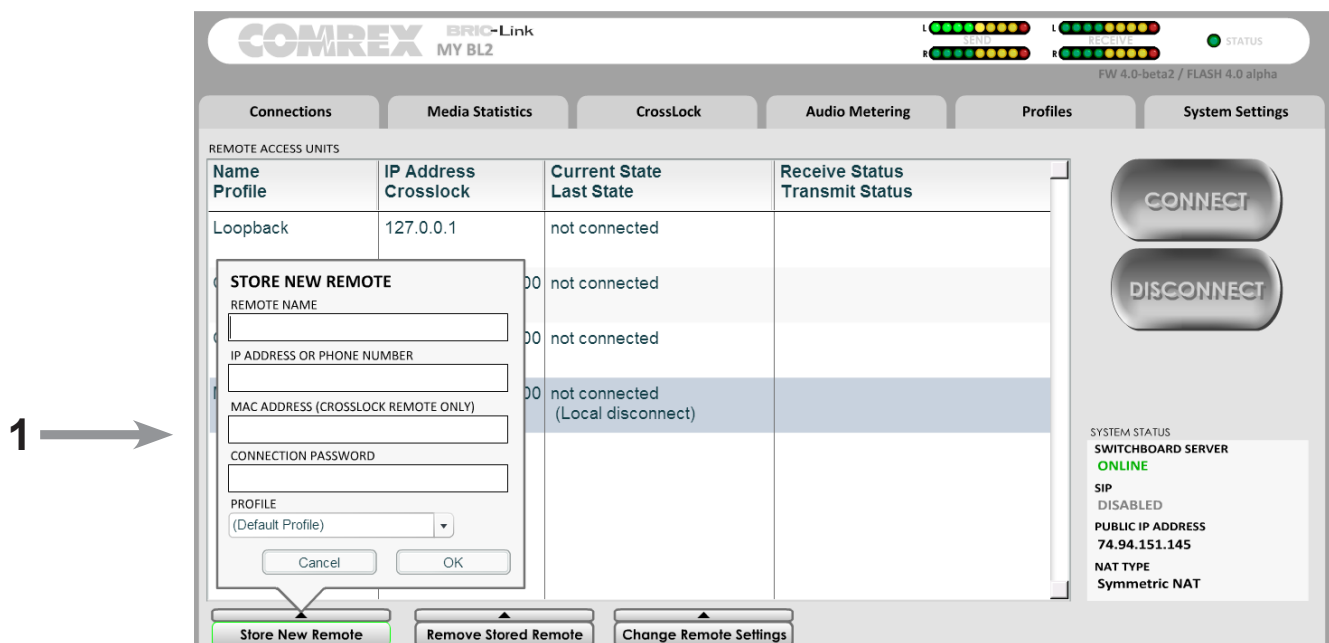 COMREX BRIC-Link
MY BL2
L SEND
R
L RECEIVE
R
STATUS
FW 4.0-beta2 / FLASH 4.0 alpha
Connections Media Statistics CrossLock Audio Metering Profiles System Settings
REMOTE ACCESS UNITS
Name IP Address Current State Receive Status
Profile Crosslock Last State Transmit Status
CONNECT
Loopback 127.0.0.1 not connected
DISCONNECT
00 not connected
00 not connected
00 not connected
(Local disconnect)
STORE NEW REMOTE
REMOTE NAME
IP ADDRESS OR PHONE NUMBER
MAC ADDRESS (CROSSLOCK REMOTE ONLY)
CONNECTION PASSWORD
PROFILE
(Default Profile)
Cancel OK
1
SYSTEM STATUS
SWITCHBOARD SERVER
ONLINE
SIP
DISABLED
PUBLIC IP ADDRESS
74.94.151.145
NAT TYPE
Symmetric NAT
Store New Remote Remove Stored Remote Change Remote Settings